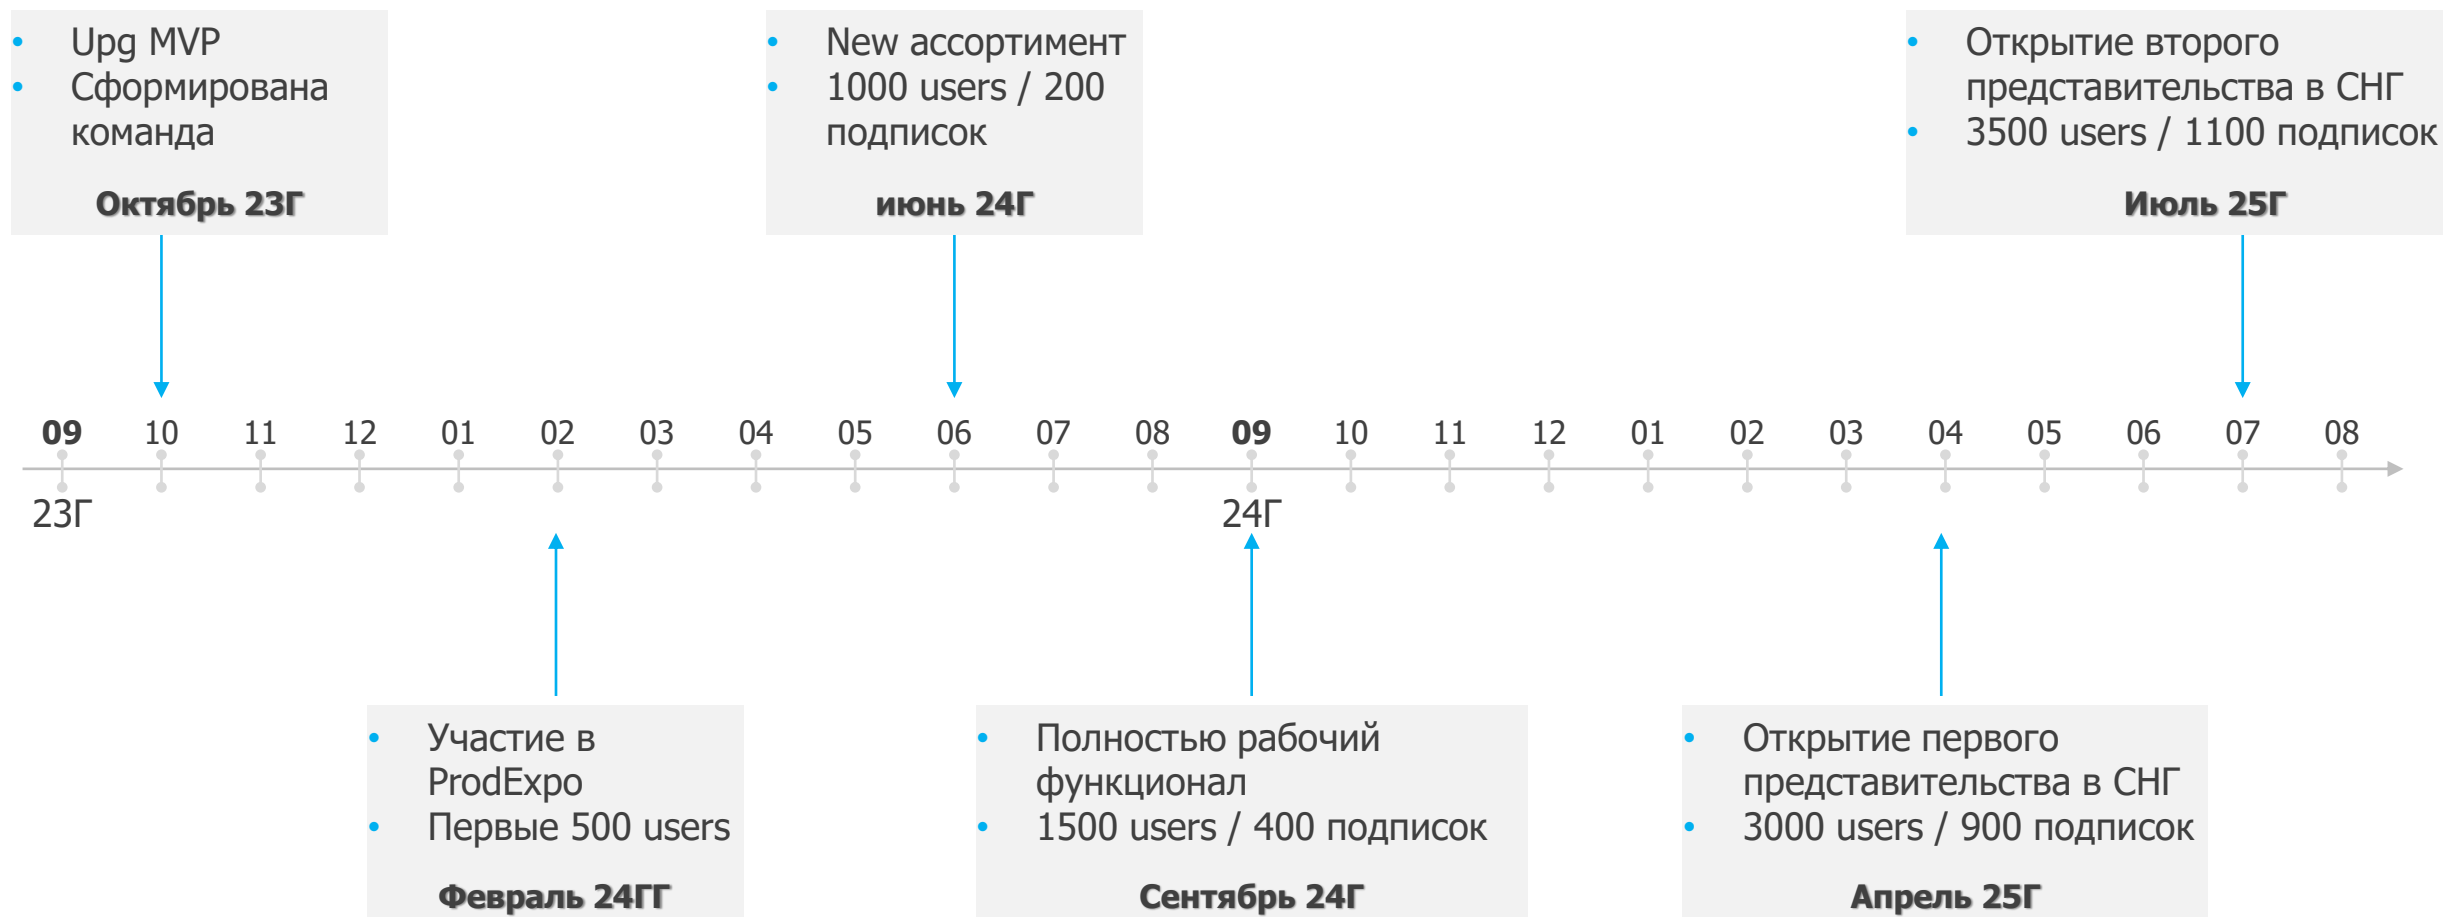 Upg MVP
Сформирована
команда
Октябрь 23Г
New ассортимент
1000 users / 200
подписок
июнь 24Г
Открытие второго
представительства в СНГ
3500 users / 1100 подписок
Июль 25Г
09 10 11 12 01 02 03 04 05 06 07 08 09 10 11 12 01 02 03 04 05 06 07 08
23Г 24Г
Участие в
ProdExpo
Первые 500 users
Февраль 24ГГ
Полностью рабочий
функционал
1500 users / 400 подписок
Сентябрь 24Г
Открытие первого
представительства в СНГ
3000 users / 900 подписок
Апрель 25Г